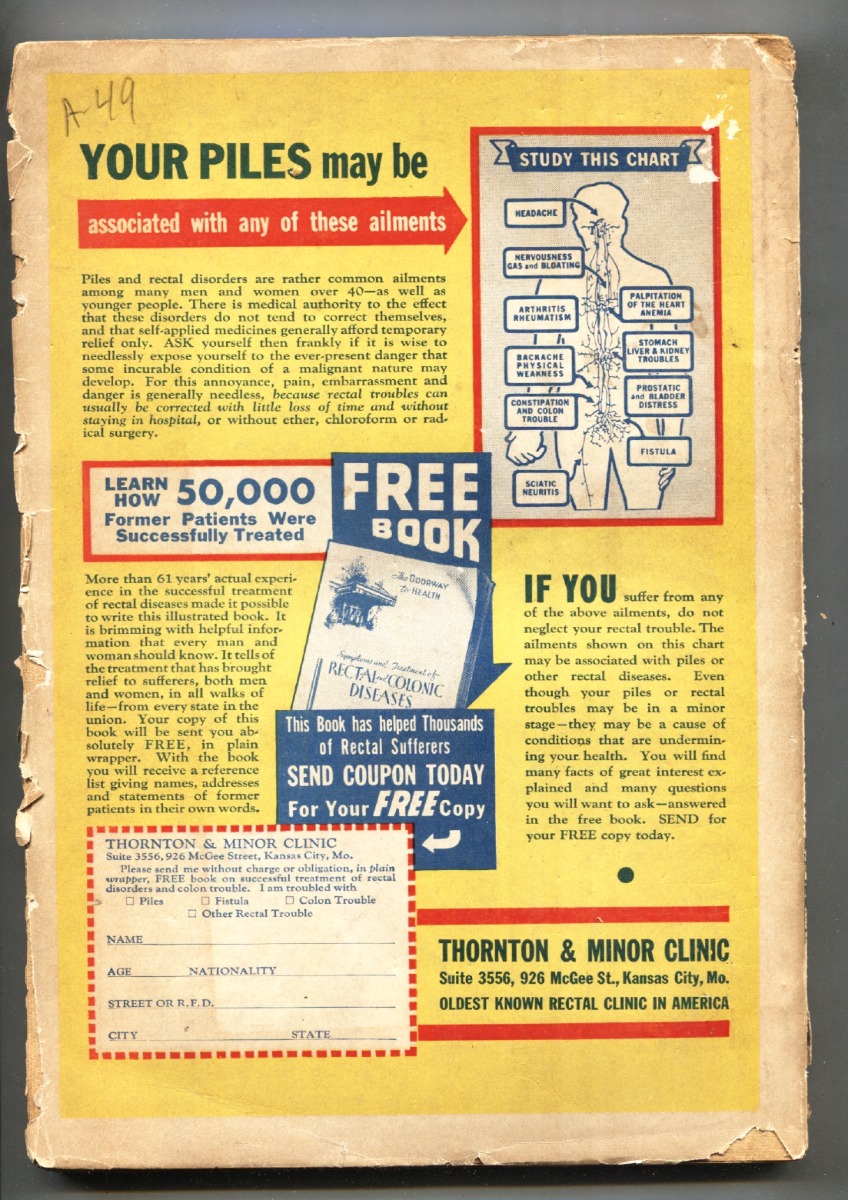 A-49
YOUR PILES may be
associated with any of these ailments
Piles and rectal disorders are rather common ailments
among many men and women over 40—as well as
younger people. There is medical authority to the effect
that these disorders do not tend to correct themselves,
and that self-applied medicines generally afford temporary
relief only. ASK yourself then frankly if it is wise to
needlessly expose yourself to the ever-present danger that
some incurable condition of a malignant nature may
develop. For this annoyance, pain, embarrassment and
danger is generally needless, because rectal troubles can
usually be corrected with little loss of time and without
staying in hospital, or without ether, chloroform or rad-
ical surgery.
STUDY THIS CHART
HEADACHE
NERVOUSNESS
GAS and BLOATING
ARTHRITIS
RHEUMATISM
BACKACHE
PHYSICAL
WEAKNESS
CONSTIPATION
AND COLON
TROUBLE
SCIATIC
NEURITIS
PALPITATION
OF THE HEART
ANEMIA
STOMACH
LIVER & KIDNEY
TROUBLES
PROSTATIC
and BLADDER
DISTRESS
FISTULA
LEARN
HOW 50,000
Former Patients Were
Successfully Treated
FREE
BOOK
The DOORWAY
to HEALTH
Symptoms and Treatment of
RECTAL and COLONIC
DISEASES
More than 61 years' actual experi-
ence in the successful treatment
of rectal diseases made it possible
to write this illustrated book. It
is brimming with helpful infor-
mation that every man and
woman should know. It tells of
the treatment that has brought
relief to sufferers, both men
and women, in all walks of
life—from every state in the
union. Your copy of this
book will be sent you ab-
solutely FREE, in plain
wrapper. With the book
you will receive a reference
list giving names, addresses
and statements of former
patients in their own words.
This Book has helped Thousands
of Rectal Sufferers
SEND COUPON TODAY
For Your FREE Copy
IF YOU suffer from any
of the above ailments, do not
neglect your rectal trouble. The
ailments shown on this chart
may be associated with piles or
other rectal diseases. Even
though your piles or rectal
troubles may be in a minor
stage—they may be a cause of
conditions that are undermin-
ing your health. You will find
many facts of great interest ex-
plained and many questions
you will want to ask—answered
in the free book. SEND for
your FREE copy today.
THORNTON & MINOR CLINIC
Suite 3556, 926 McGee Street, Kansas City, Mo.
Please send me without charge or obligation, in plain
wrapper, FREE book on successful treatment of rectal
disorders and colon trouble. I am troubled with
☐ Piles ☐ Fistula ☐ Colon Trouble
☐ Other Rectal Trouble
NAME
AGE NATIONALITY
STREET OR R.F.D.
CITY STATE
THORNTON & MINOR CLINIC
Suite 3556, 926 McGee St., Kansas City, Mo.
OLDEST KNOWN RECTAL CLINIC IN AMERICA